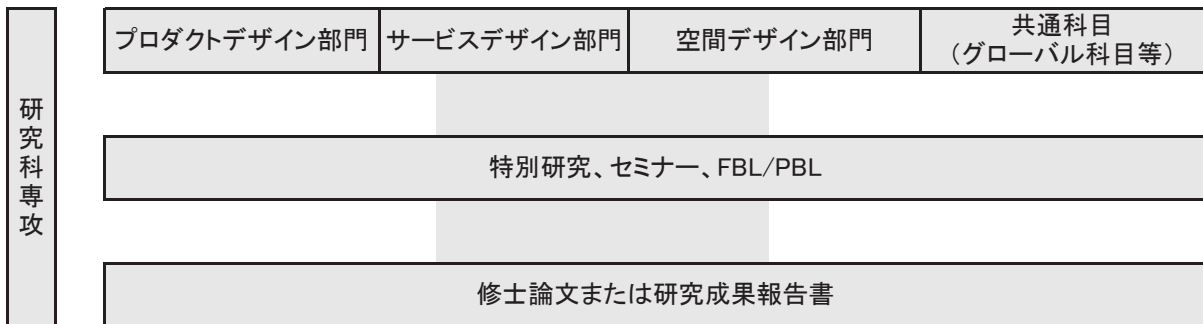 研究科専攻
プロダクトデザイン部門
サービスデザイン部門
空間デザイン部門
共通科目
（グローバル科目等）
特別研究、セミナー、FBL/PBL
修士論文または研究成果報告書